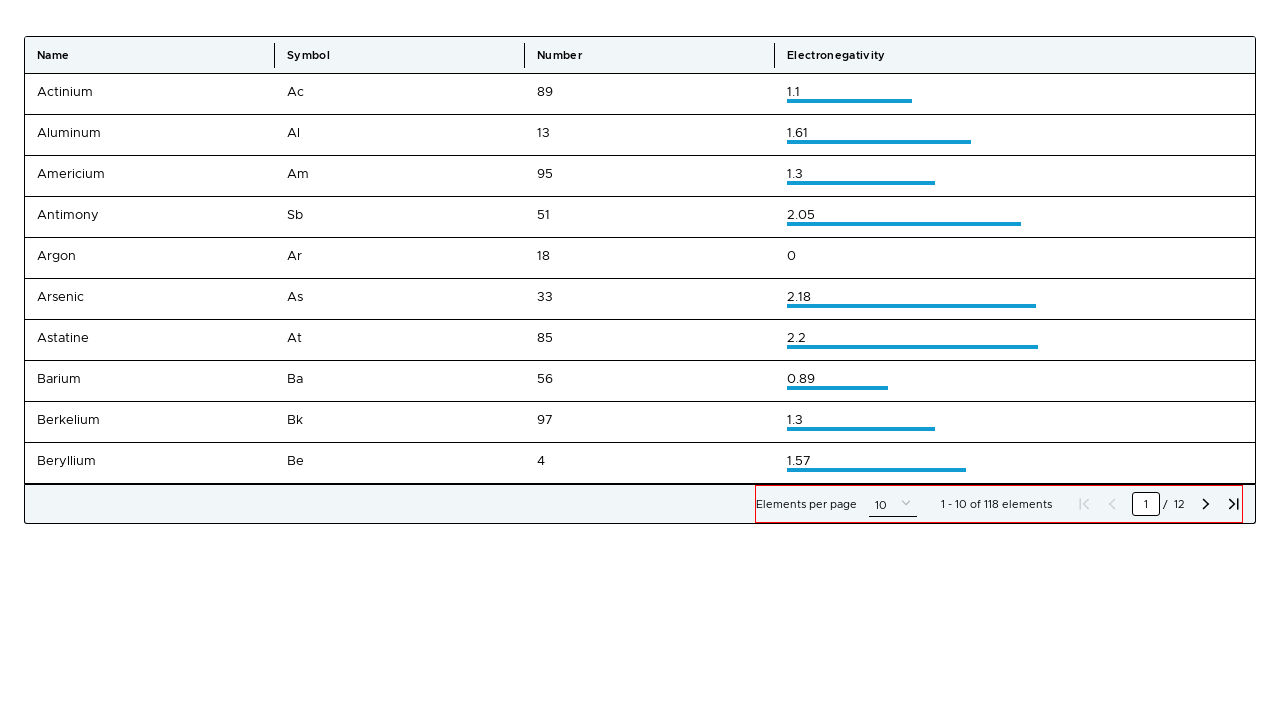 Name Symbol Number Electronegativity
Actinium Ac 89 1.1
Aluminum Al 13 1.61
Americium Am 95 1.3
Antimony Sb 51 2.05
Argon Ar 18 0
Arsenic As 33 2.18
Astatine At 85 2.2
Barium Ba 56 0.89
Berkelium Bk 97 1.3
Beryllium Be 4 1.57
Elements per page 10 1 - 10 of 118 elements 1 / 12